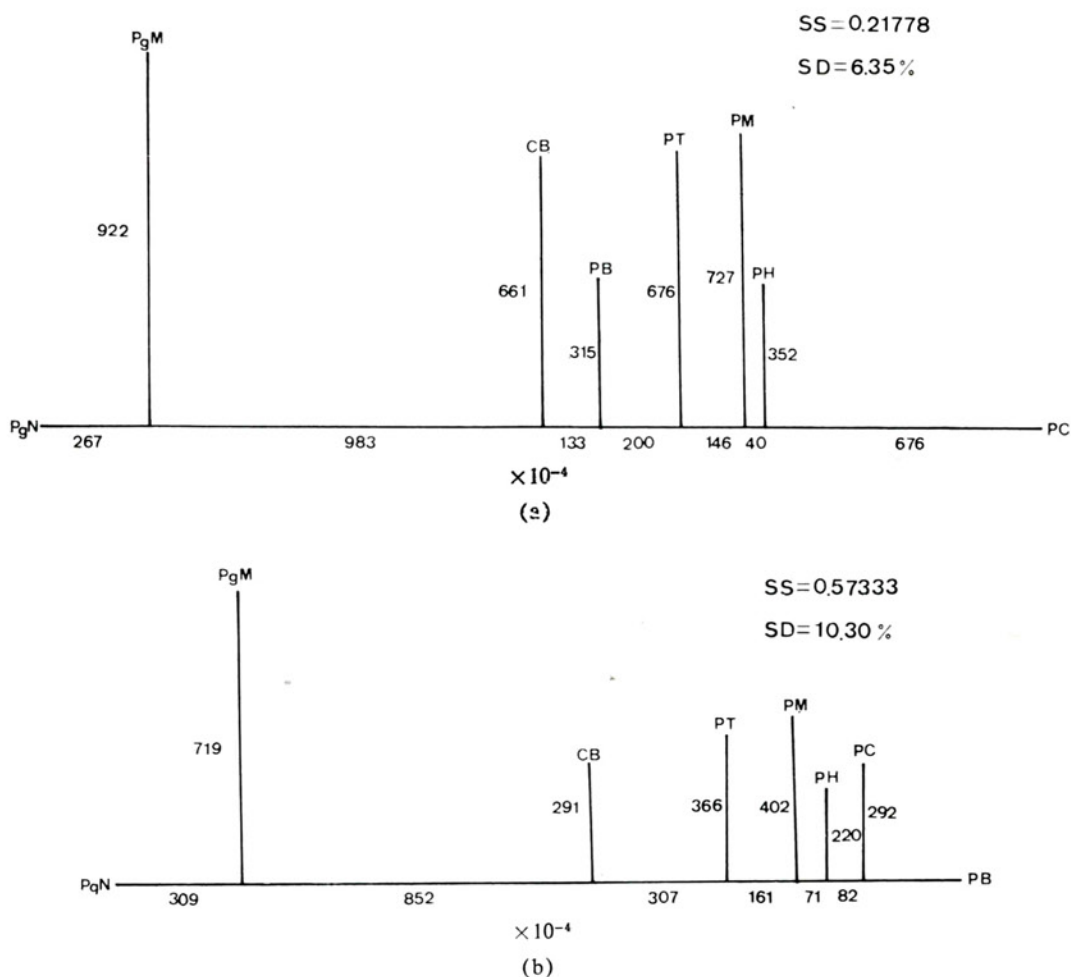 SS=0.21778
SD=6.35 %
PgM
CB
PT
PM
PB
PH
922
661
315
676
727
352
PgN
PC
267 983 133 200 146 40 676
×10⁻⁴
(a)
PgM
SS=0.57333
SD=10.30 %
CB
PT
PM
PH
PC
719
291
366
402
220
292
PqN
PB
309 852 307 161 71 82
×10⁻⁴
(b)